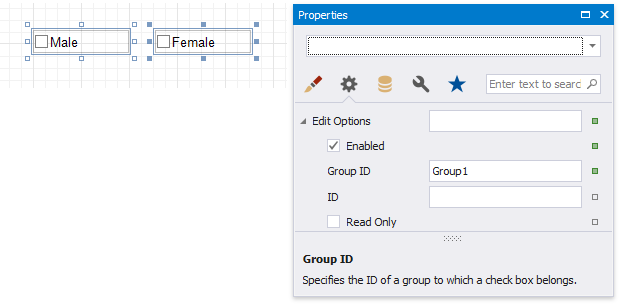 Male
Female
Properties
Enter text to searc
Edit Options
Enabled
Group ID
Group1
ID
Read Only
Group ID
Specifies the ID of a group to which a check box belongs.